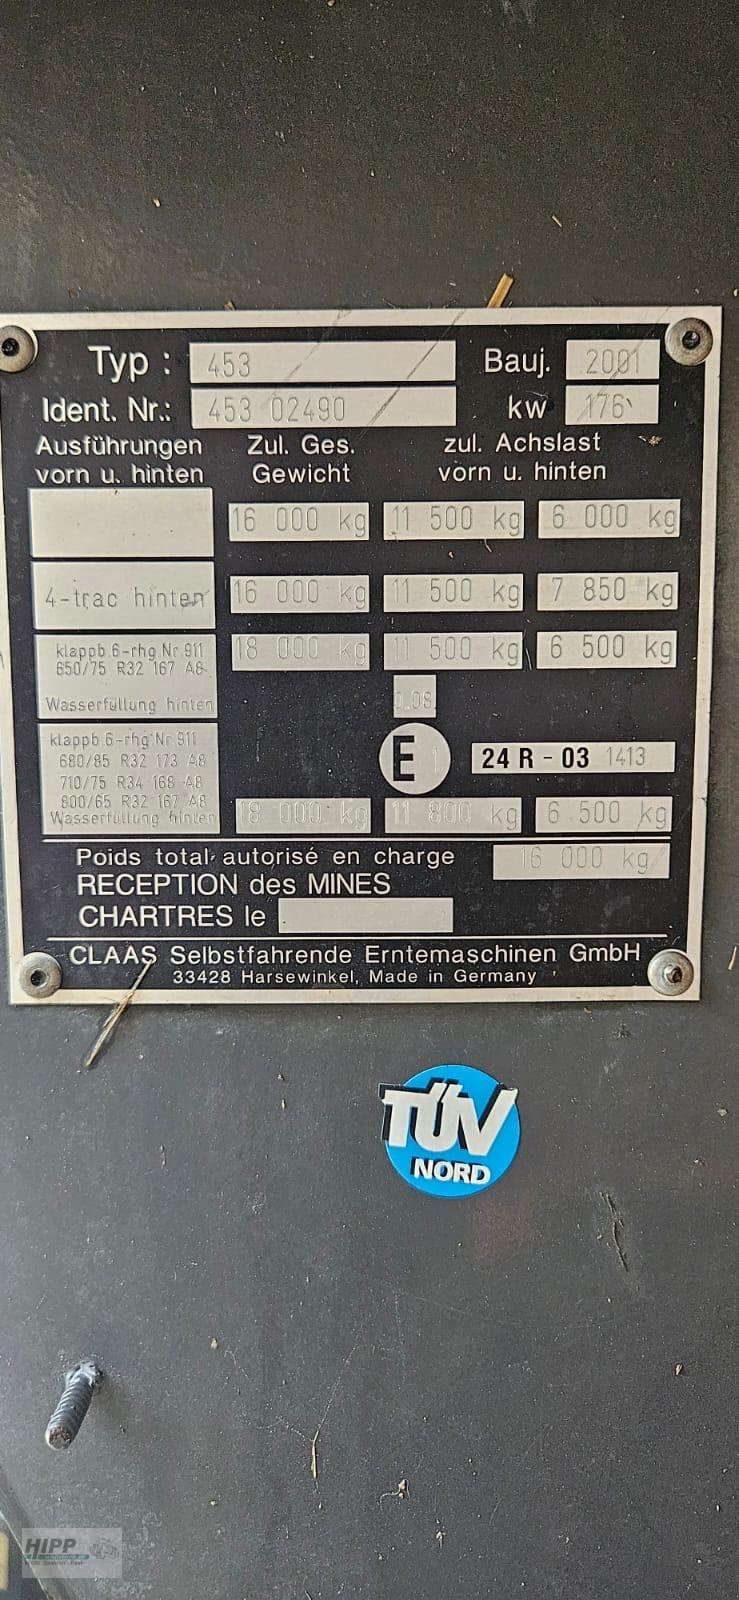 Typ : 453 Bauj. 2001
Ident. Nr.: 453 02490 kw 176
Ausführungen vorn u. hinten
Zul. Ges. Gewicht
zul. Achslast vorn u. hinten
16 000 kg 11 500 kg 6 000 kg
4-trac hinten 16 000 kg 11 500 kg 7 850 kg
klappb.6-rhg.Nr 911
650/75 R32 167 A8
Wasserfüllung hinten
18 000 kg 11 500 kg 6 500 kg
0.08
klappb.6-rhg Nr 911
680/85 R32 173 A8
710/75 R34 168 A8
800/65 R32 167 A8
Wasserfüllung hinten
E 1 24 R - 03 1413
18 000 kg 11 800 kg 6 500 kg
Poids total autorisé en charge 16 000 kg
RECEPTION des MINES
CHARTRES le
CLAAS Selbstfahrende Erntemaschinen GmbH
33428 Harsewinkel, Made in Germany
TÜV
NORD
HIPP